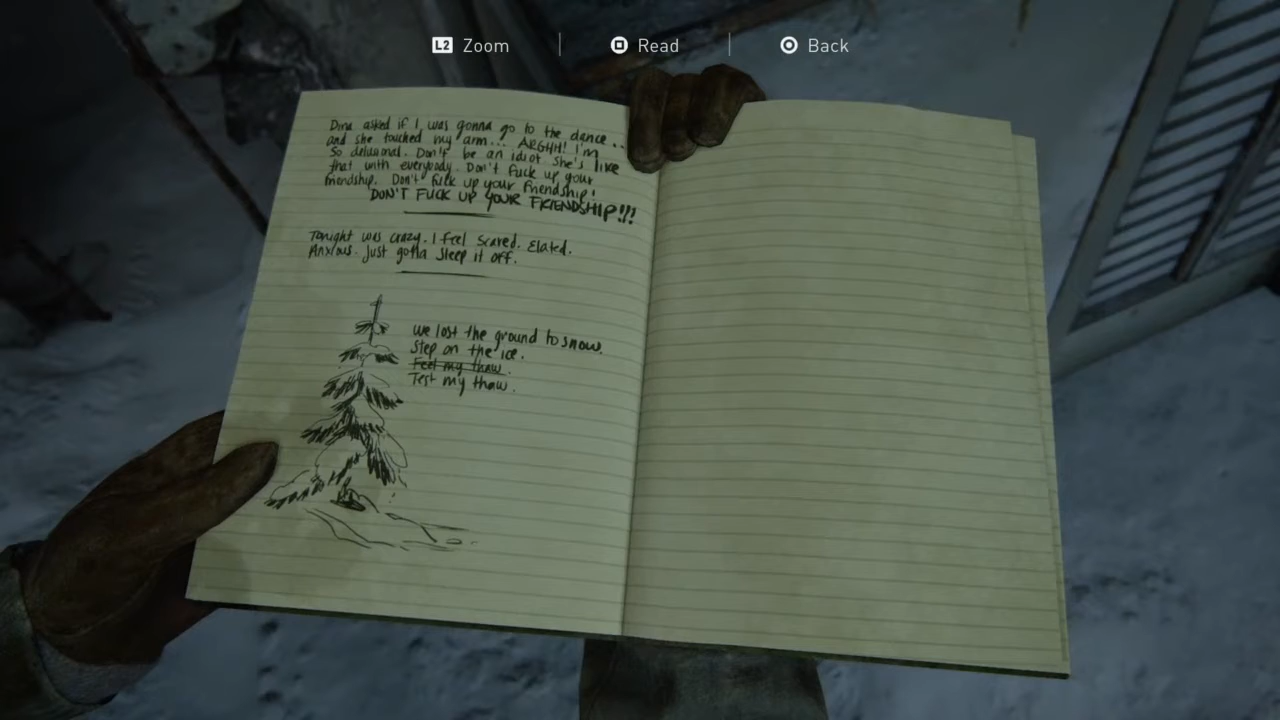 L2 Zoom | Read | Back
Dina asked if I was gonna go to the dance..
and she touched my arm... ARGHH! I'm
so delusional. Don't be an idiot she's like
that with everybody. Don't fuck up your
friendship. Don't fuck up your friendship!
DON'T FUCK UP YOUR FRIENDSHIP!!!
Tonight was crazy. I feel scared. Elated.
Anxious. Just gotta sleep it off.
We lost the ground to snow.
Step on the ice.
Feel my thaw.
Test my thaw.